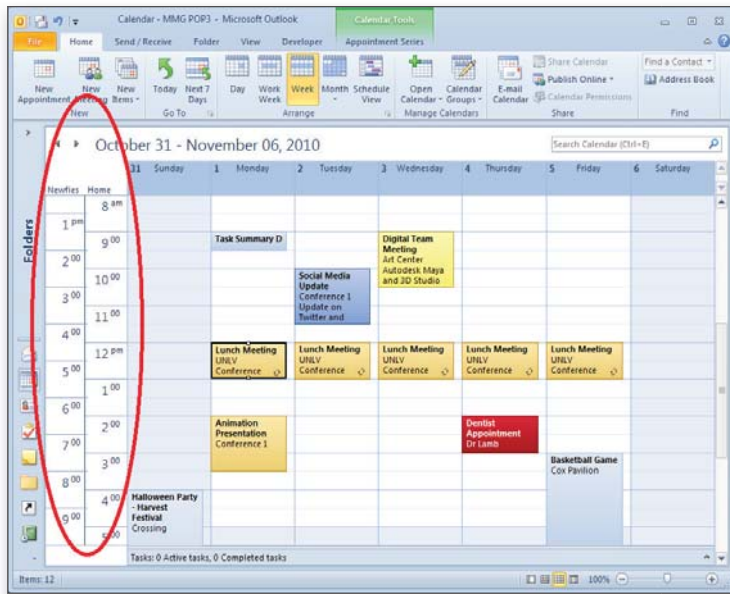 Calendar - MMG POP3 - Microsoft Outlook
Calendar Tools
File Home Send / Receive Folder View Developer Appointment Series
New Appointment New Meeting New Items
Today Next 7 Days
Day Work Week Week Month Schedule View
Open Calendar Calendar Groups
E-mail Calendar Share Calendar
Publish Online
Calendar Permissions
Find a Contact
Address Book
New Go To Arrange Manage Calendars Share Find
October 31 - November 06, 2010
Search Calendar (Ctrl+E)
31 Sunday 1 Monday 2 Tuesday 3 Wednesday 4 Thursday 5 Friday 6 Saturday
Newfies Home
Folders
8 am
1 pm
9 00
2 00
10 00
3 00
11 00
4 00
12 pm
5 00
1 00
6 00
2 00
7 00
3 00
8 00
4 00
9 00
5 00
Task Summary D
Digital Team
Meeting
Art Center
Autodesk Maya
and 3D Studio
Social Media
Update
Conference 1
Update on
Twitter and
Lunch Meeting
UNLV
Conference
Lunch Meeting
UNLV
Conference
Lunch Meeting
UNLV
Conference
Lunch Meeting
UNLV
Conference
Lunch Meeting
UNLV
Conference
Animation
Presentation
Conference 1
Dentist
Appointment
Dr Lamb
Basketball Game
Cox Pavilion
Halloween Party
- Harvest
Festival
Crossing
Tasks: 0 Active tasks, 0 Completed tasks
Items: 12
100%